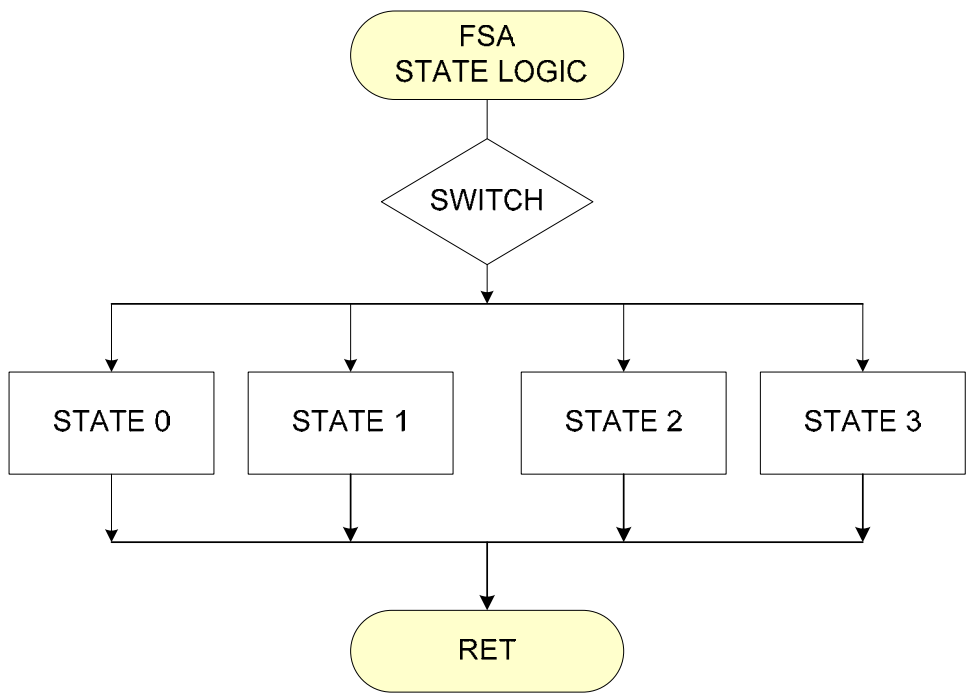 FSA
STATE LOGIC
SWITCH
STATE 0
STATE 1
STATE 2
STATE 3
RET